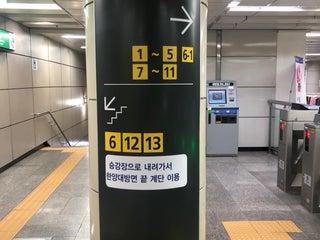 1 ~ 5 6-1
7 ~ 11
6 12 13
승강장으로 내려가서
한양대방면 끝 계단 이용